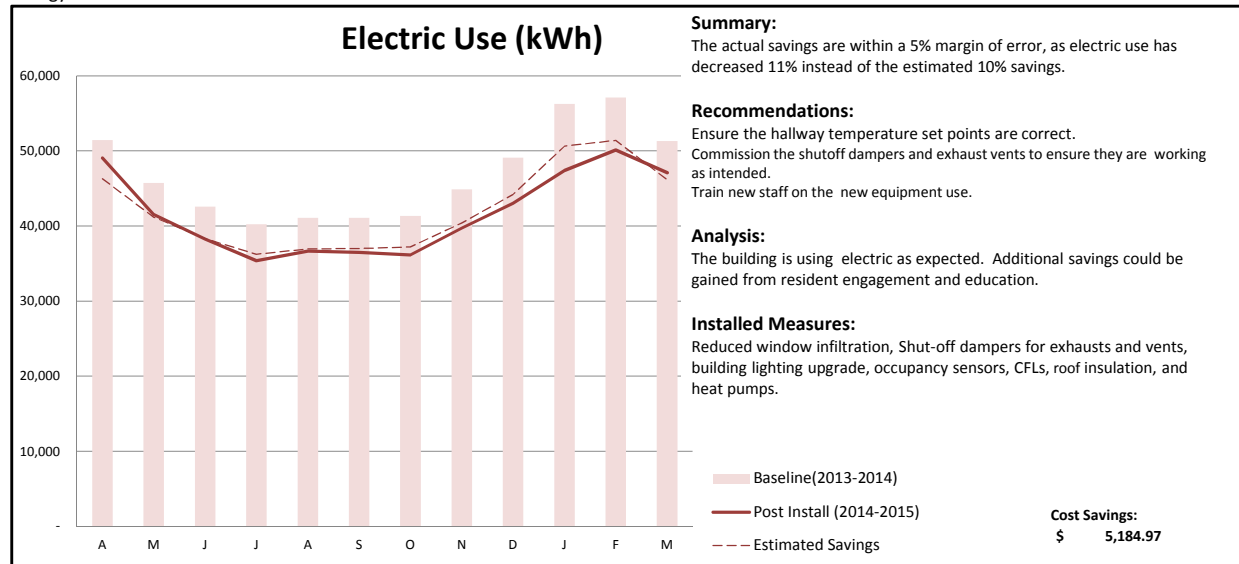 Electric Use (kWh)
60,000
50,000
40,000
30,000
20,000
10,000
-
A M J J A S O N D J F M
Summary:
The actual savings are within a 5% margin of error, as electric use has
decreased 11% instead of the estimated 10% savings.
Recommendations:
Ensure the hallway temperature set points are correct.
Commission the shutoff dampers and exhaust vents to ensure they are working
as intended.
Train new staff on the new equipment use.
Analysis:
The building is using electric as expected. Additional savings could be
gained from resident engagement and education.
Installed Measures:
Reduced window infiltration, Shut-off dampers for exhausts and vents,
building lighting upgrade, occupancy sensors, CFLs, roof insulation, and
heat pumps.
Baseline(2013-2014)
Post Install (2014-2015)
Estimated Savings
Cost Savings:
$ 5,184.97